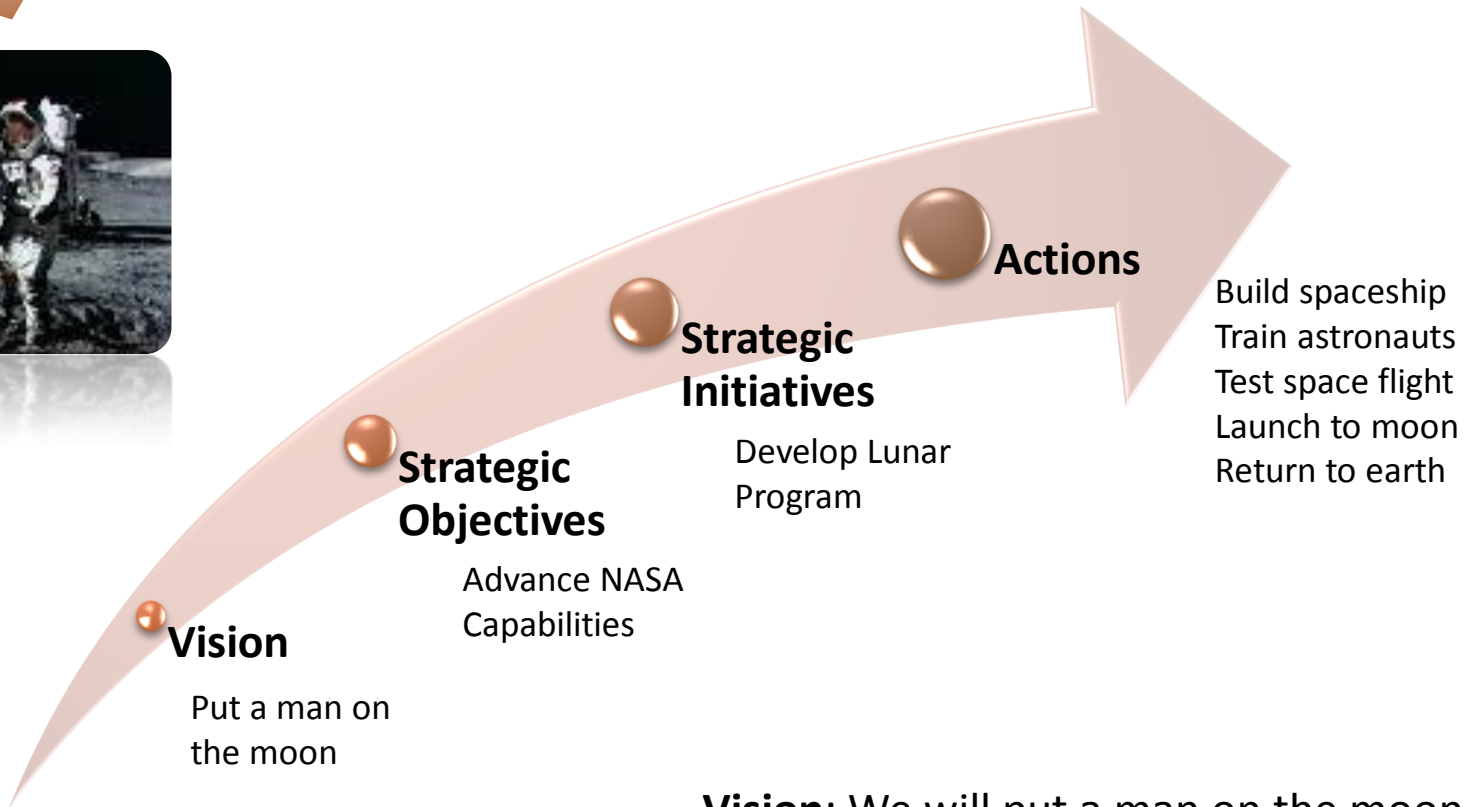 Actions
Build spaceship
Train astronauts
Test space flight
Launch to moon
Return to earth
Strategic
Initiatives
Develop Lunar
Program
Strategic
Objectives
Advance NASA
Capabilities
Vision
Put a man on
the moon
Vision: We will put a man on the moon